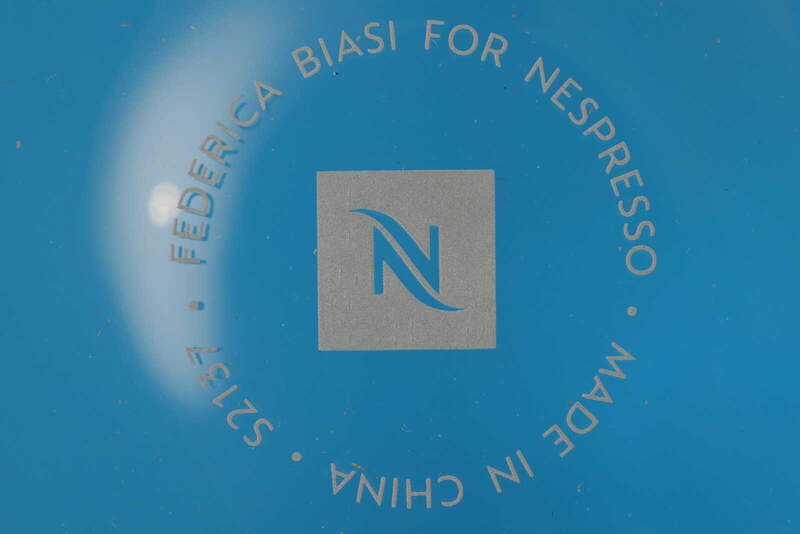 FEDERICA BIASI FOR NESPRESSO • MADE IN CHINA • S2137 •
N